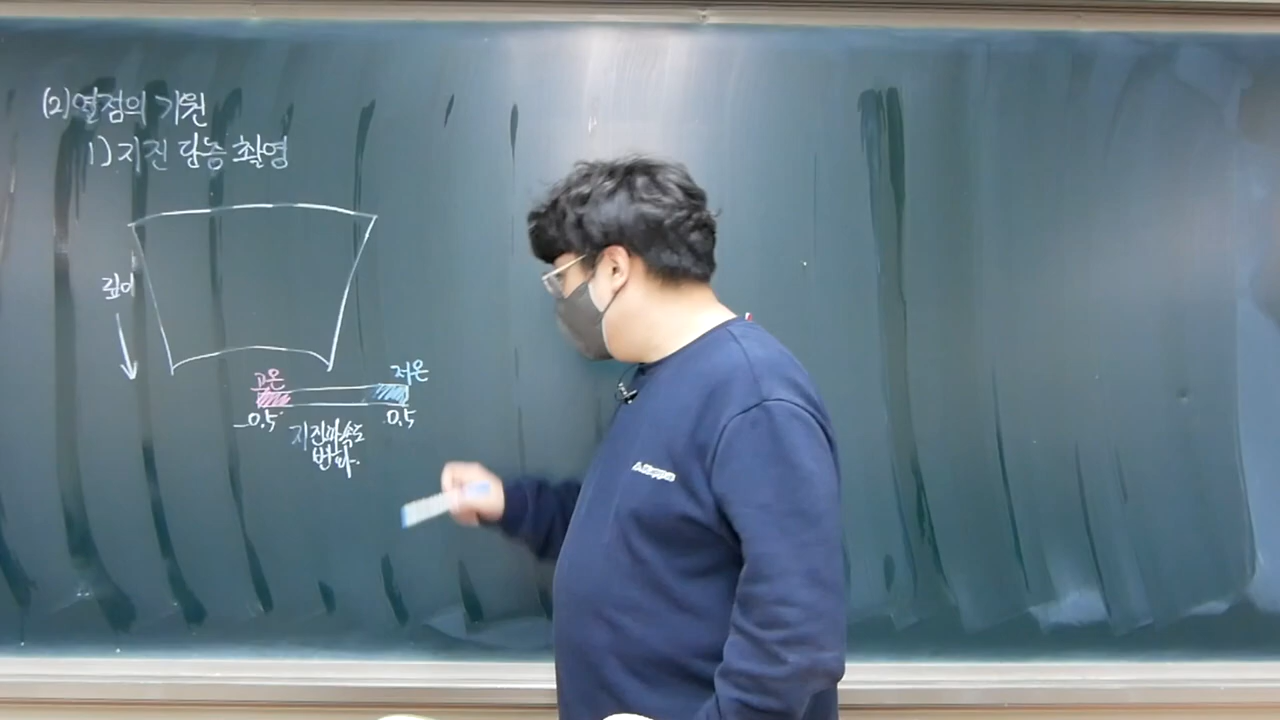 (2) 열점의 기원
1) 지진 단층 촬영
깊이
고온
저온
-0.5
0.5
지진파 속도
변화.